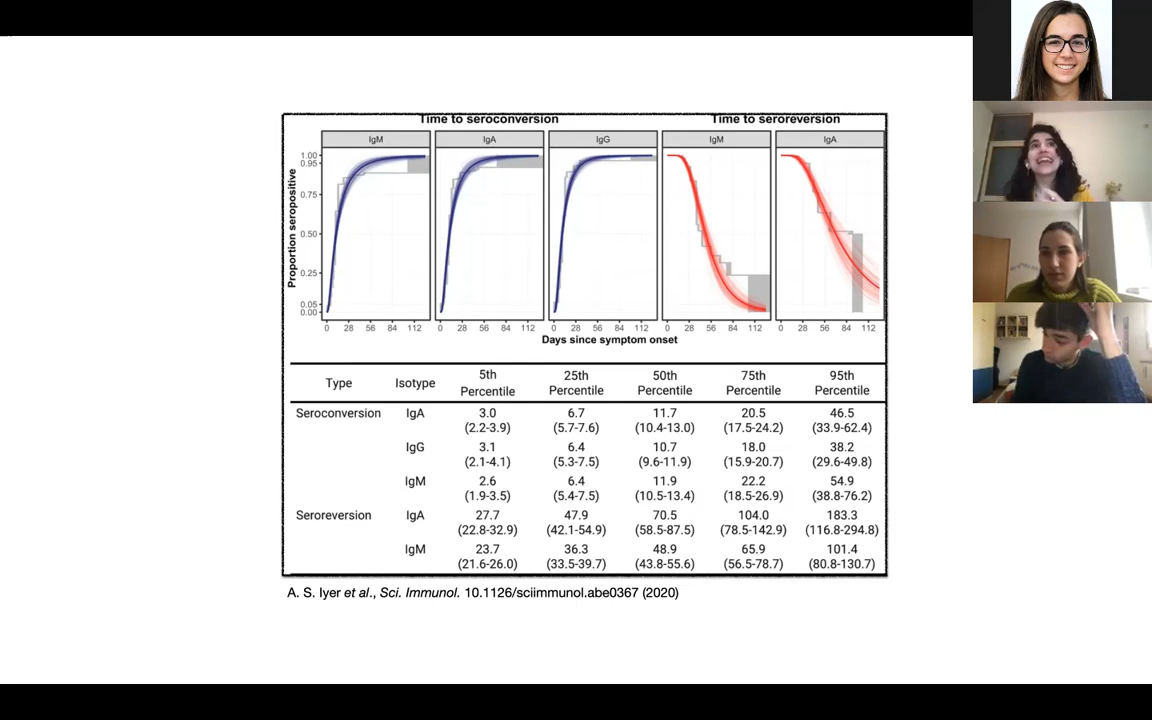 Time to seroconversion Time to seroreversion
IgM IgA IgG IgM IgA
1.00
0.95
0.75
0.50
0.25
0.05
0.00
Proportion seropositive
0 28 56 84 112 0 28 56 84 112 0 28 56 84 112 0 28 56 84 112 0 28 56 84 112
Days since symptom onset
Type Isotype 5th Percentile 25th Percentile 50th Percentile 75th Percentile 95th Percentile
Seroconversion IgA 3.0 6.7 11.7 20.5 46.5
(2.2-3.9) (5.7-7.6) (10.4-13.0) (17.5-24.2) (33.9-62.4)
IgG 3.1 6.4 10.7 18.0 38.2
(2.1-4.1) (5.3-7.5) (9.6-11.9) (15.9-20.7) (29.6-49.8)
IgM 2.6 6.4 11.9 22.2 54.9
(1.9-3.5) (5.4-7.5) (10.5-13.4) (18.5-26.9) (38.8-76.2)
Seroreversion IgA 27.7 47.9 70.5 104.0 183.3
(22.8-32.9) (42.1-54.9) (58.5-87.5) (78.5-142.9) (116.8-294.8)
IgM 23.7 36.3 48.9 65.9 101.4
(21.6-26.0) (33.5-39.7) (43.8-55.6) (56.5-78.7) (80.8-130.7)
A. S. Iyer et al., Sci. Immunol. 10.1126/sciimmunol.abe0367 (2020)